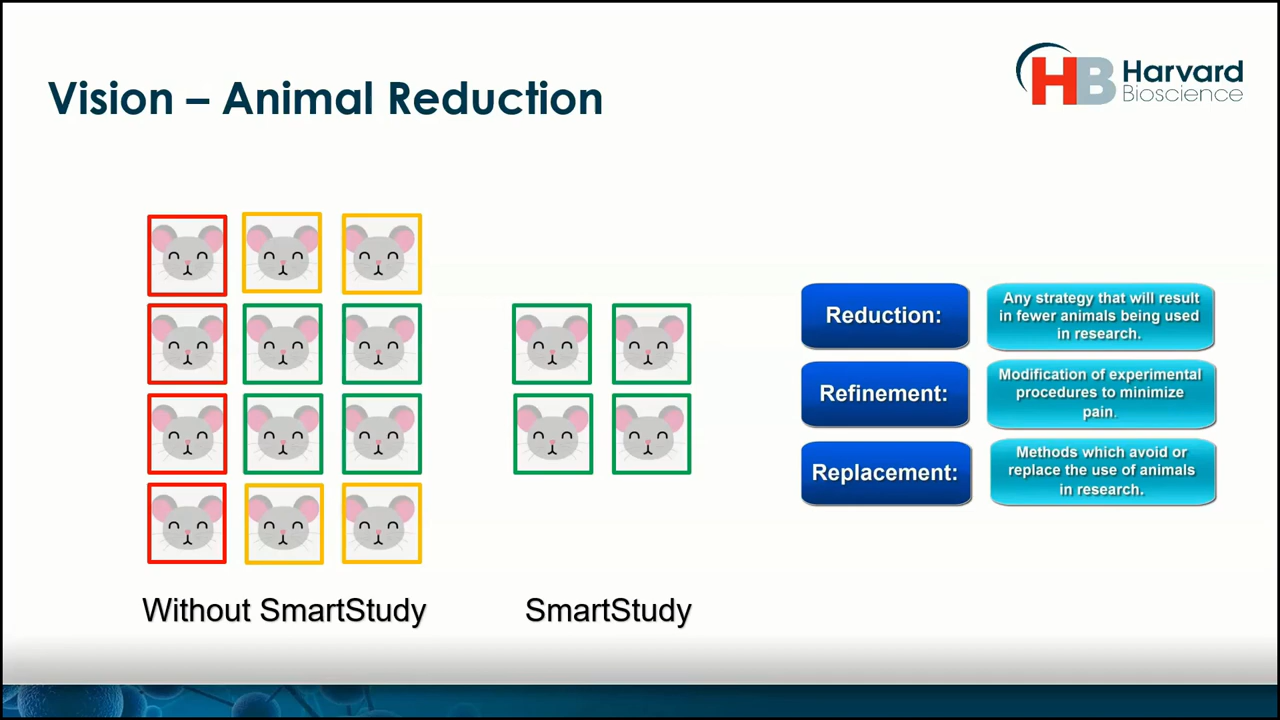 Vision – Animal Reduction
HB Harvard
Bioscience
Reduction:
Any strategy that will result
in fewer animals being used
in research.
Refinement:
Modification of experimental
procedures to minimize
pain.
Replacement:
Methods which avoid or
replace the use of animals
in research.
Without SmartStudy
SmartStudy